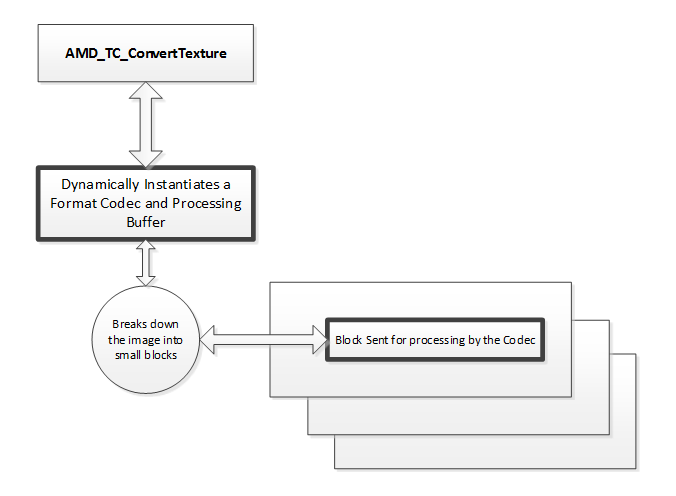 AMD_TC_ConvertTexture
Dynamically Instantiates a
Format Codec and Processing
Buffer
Breaks down
the image into
small blocks
Block Sent for processing by the Codec